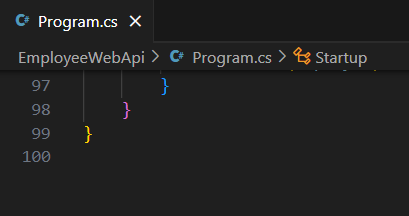 C# Program.cs ×
EmployeeWebApi > C# Program.cs > Startup
97 }
98 }
99 }
100